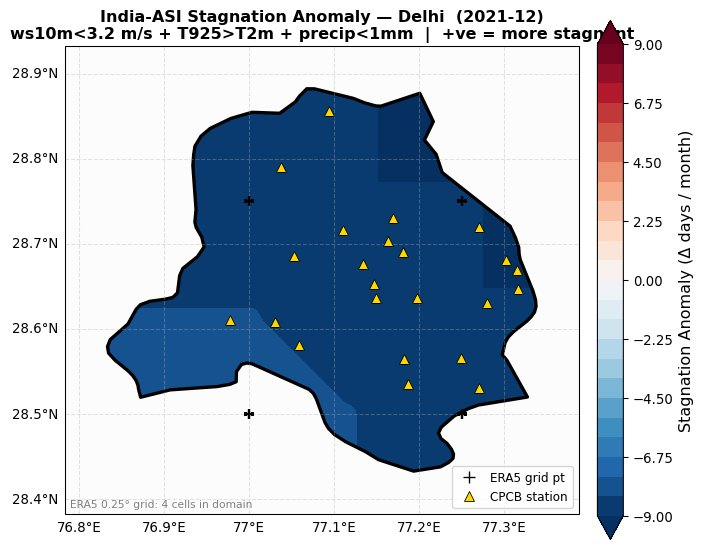 India-ASI Stagnation Anomaly — Delhi  (2021-12)
ws10m<3.2 m/s + T925>T2m + precip<1mm  |  +ve = more stagnant
28.9°N
28.8°N
28.7°N
28.6°N
28.5°N
28.4°N
76.8°E
76.9°E
77°E
77.1°E
77.2°E
77.3°E
ERA5 0.25° grid: 4 cells in domain
ERA5 grid pt
CPCB station
9.00
6.75
4.50
2.25
0.00
−2.25
−4.50
−6.75
−9.00
Stagnation Anomaly (Δ days / month)